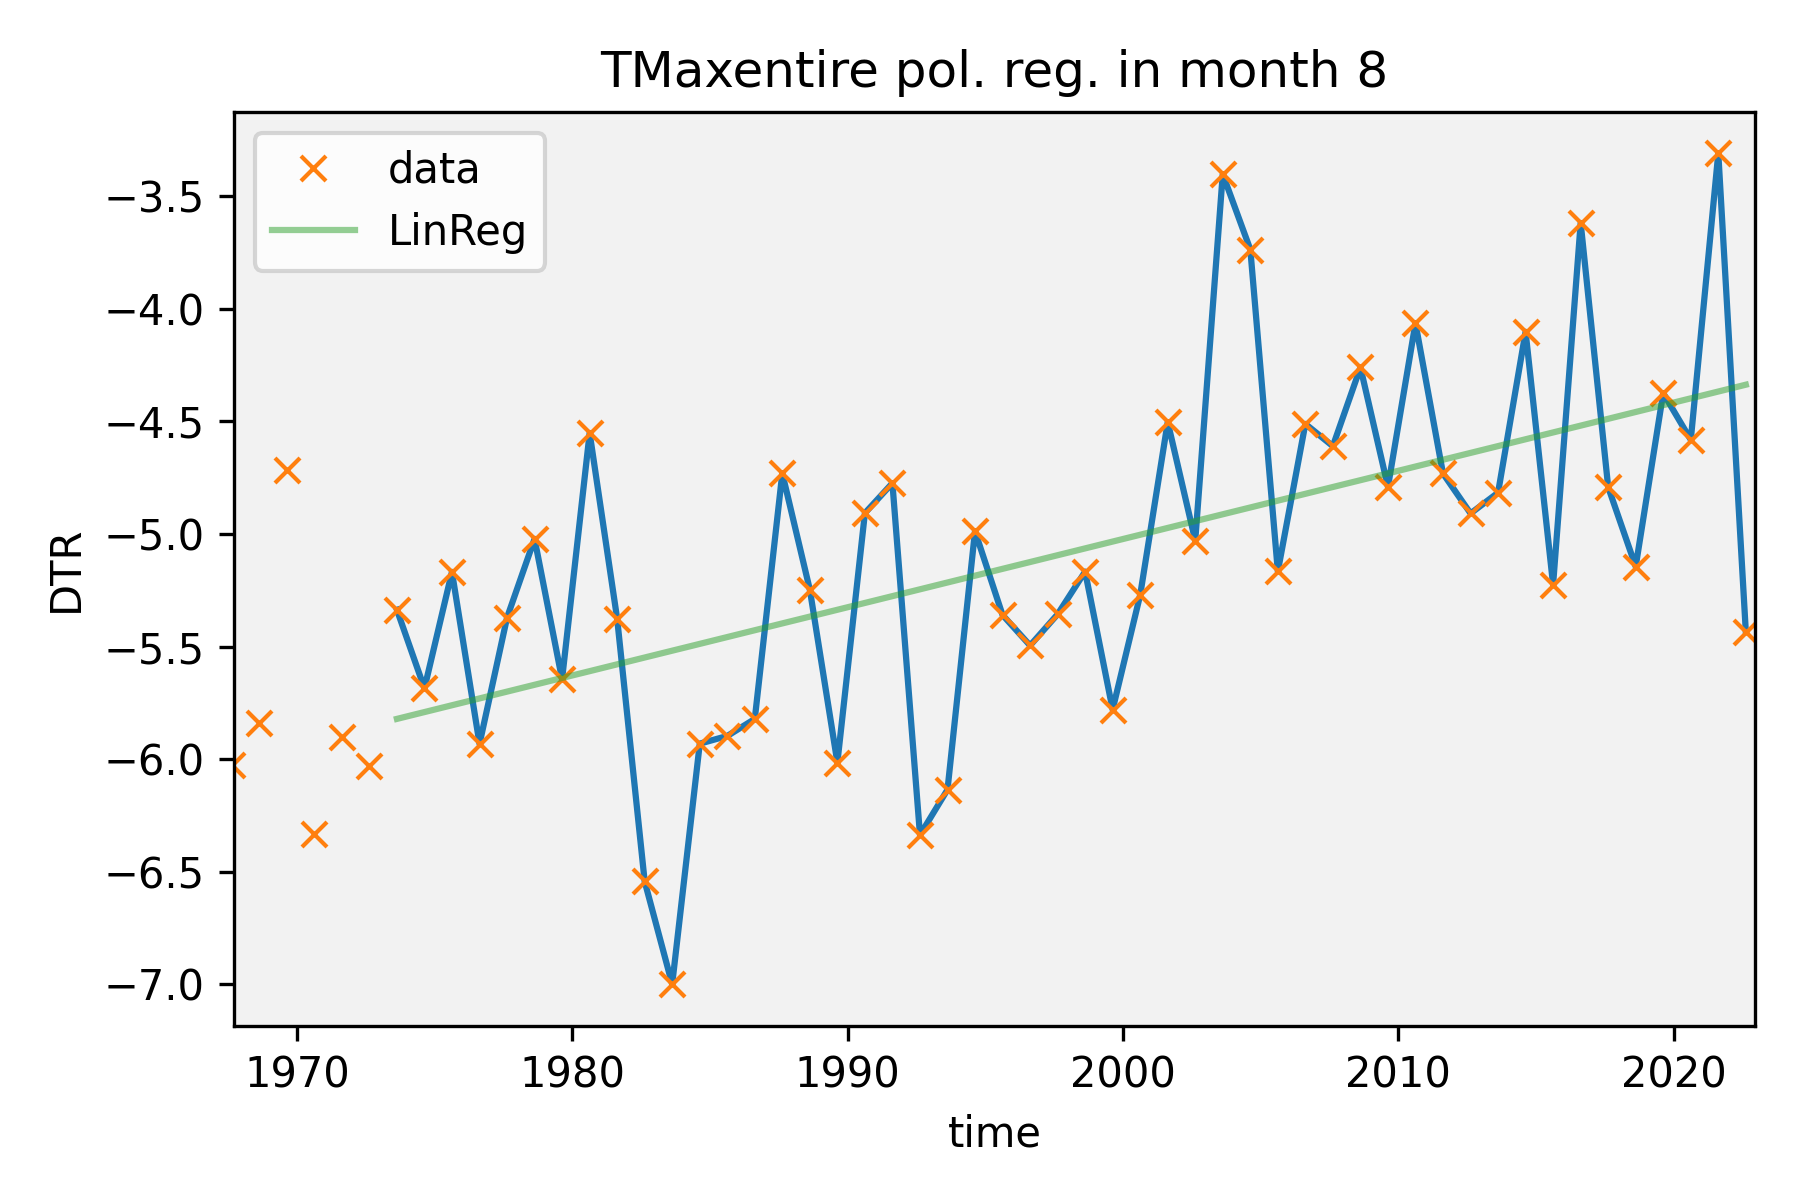 TMaxentire pol. reg. in month 8
data
LinReg
−3.5
−4.0
−4.5
−5.0
−5.5
−6.0
−6.5
−7.0
DTR
1970 1980 1990 2000 2010 2020
time